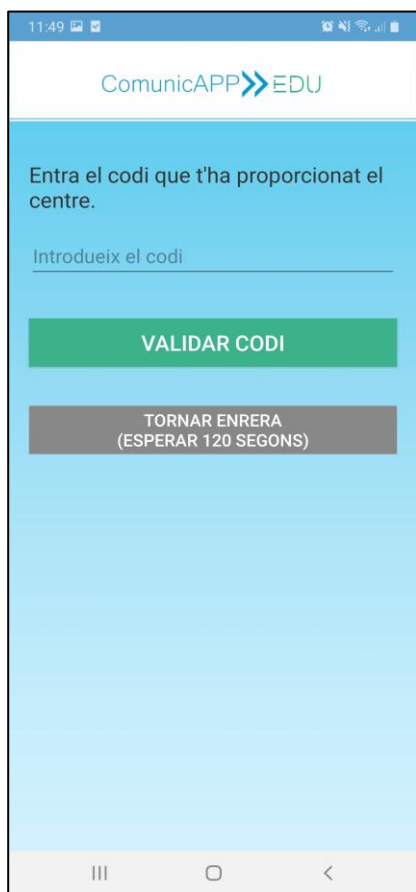 11:49
ComunicAPP EDU
Entra el codi que t'ha proporcionat el
centre.
Introdueix el codi
VALIDAR CODI
TORNAR ENRERA
(ESPERAR 120 SEGONS)